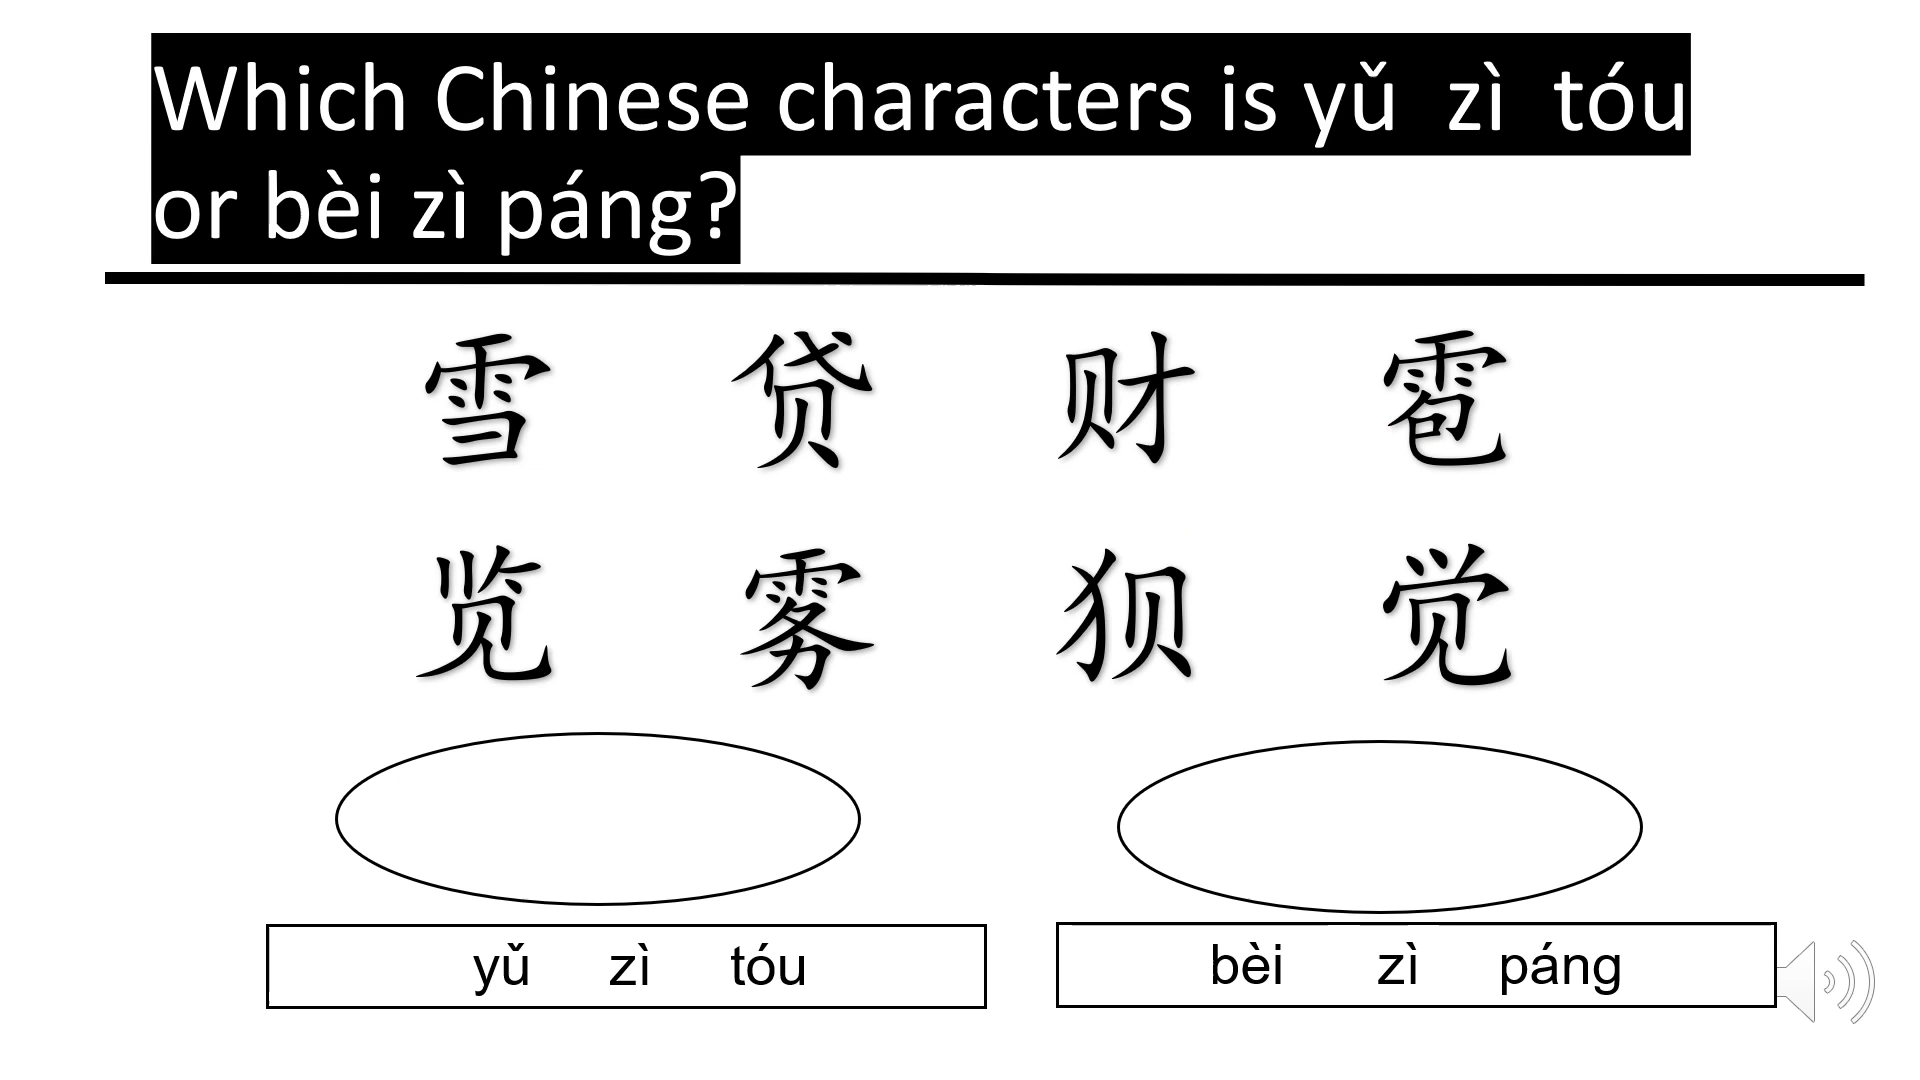 Which Chinese characters is yǔ zì tóu
or bèi zì páng?
雪 贷 财 雹
览 雾 狈 觉
yǔ zì tóu bèi zì páng